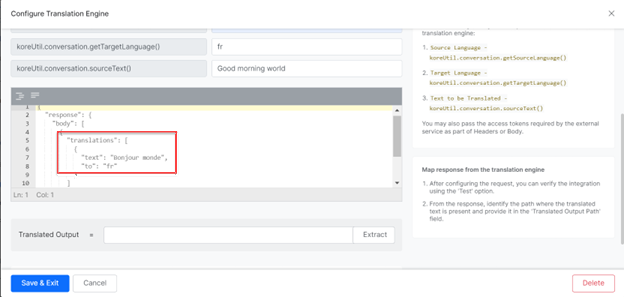 Configure Translation Engine
koreUtil.conversation.getTargetLanguage()
fr
koreUtil.conversation.sourceText()
Good morning world
1 {
2 "response": [
3 "body": [
4 {
5 "translations": [
6 {
7 "text": "Bonjour monde",
8 "to": "fr"
9
10 ]
Ln: 1 Col: 1
Translated Output =
Extract
translation engine:
1. Source Language -
koreUtil.conversation.getSourceLanguage()
2. Target Language -
koreUtil.conversation.getTargetLanguage()
3. Text to be Translated -
koreUtil.conversation.sourceText()
You may also pass the access tokens required by the external
service as part of Headers or Body.
Map response from the translation engine
1. After configuring the request, you can verify the integration
using the 'Test' option.
2. From the response, identify the path where the translated
text is present and provide it in the 'Translated Output Path'
field.
Save & Exit
Cancel
Delete